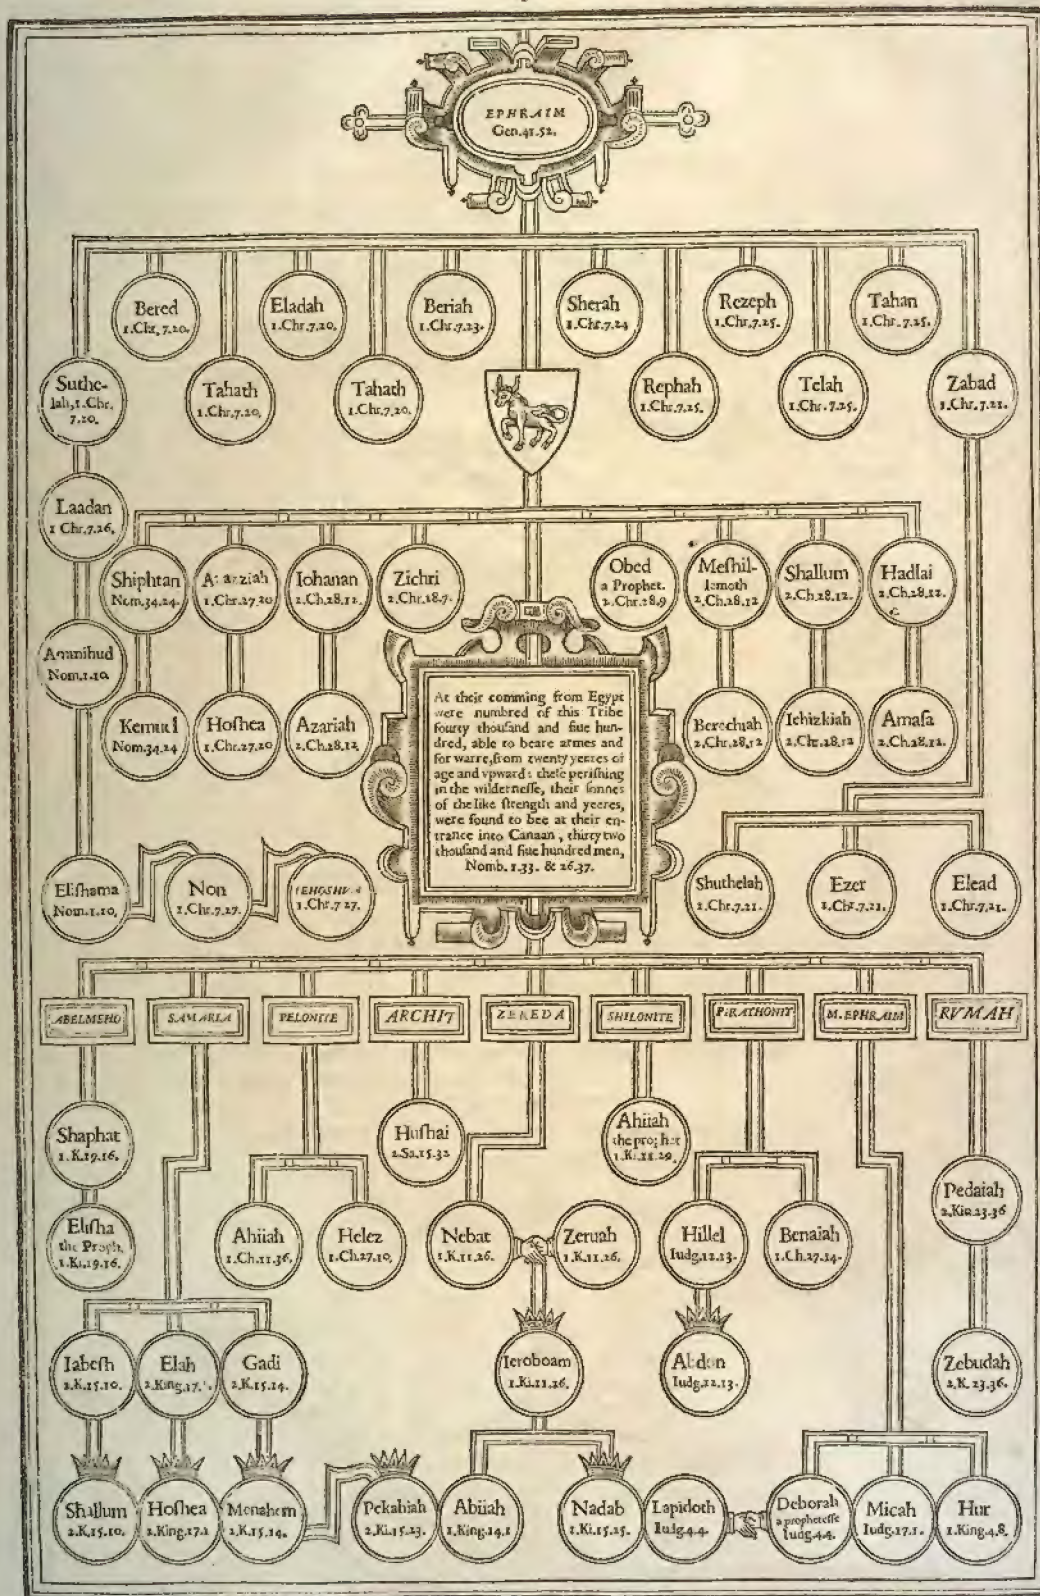 EPHRAIM
Gen.41.52.
Bered
1.Chr.7.20.
Eladah
1.Chr.7.20.
Beriah
1.Chr.7.23.
Sherah
1.Chr.7.24
Rezeph
1.Chr.7.25.
Tahan
1.Chr.7.25.
Suthe-
lah,1.Chr.
7.20.
Tahath
1.Chr.7.20.
Tahath
1.Chr.7.20.
Rephah
1.Chr.7.25.
Telah
1.Chr.7.25.
Zabad
1.Chr.7.21.
Laadan
1 Chr.7.26.
Shiphtan
Nom.34.24.
1.Chr.27.20
Iohanan
2.Ch.28.12.
Zichri
2.Chr.28.7.
Obed
a Prophet.
2.Chr.28.9
Meſhil-
lemoth
2.Ch.28.12
Shallum
2.Ch.28.12.
Hadlai
2.Ch.28.12.
Nom.1.10.
Kemuel
Nom.34.24
Hoſhea
1.Chr.27.20
Azariah
2.Ch.28.12
Berechiah
2.Chr.28,12
Iehizkiah
2.Chr.28.12
Amaſa
2.Ch.28.12.
At their comming from Egypt
were numbred of this Tribe
fourty thouſand and fiue hun-
dred, able to beare armes and
for warre,from twenty yeeres of
age and vpward: theſe periſhing
in the wilderneſſe, their ſonnes
of the like ſtrength and yeeres,
were found to bee at their en-
trance into Canaan , thirty two
thouſand and fiue hundred men,
Nomb. 1.33. & 26.37.
Eliſhama
Nom.1.10.
Non
1.Chr.7.27.
IEHOSHVA
1.Chr.7 27.
Shuthelah
1.Chr.7.21.
Ezer
1.Chr.7.21.
Elead
1.Chr.7.21.
ABELMEHO
SAMARIA
PELONITE
ARCHIT
ZEREDA
SHILONITE
PIRATHONIT
M.EPHRAIM
RVMAH
Shaphat
1.K.19.16.
Huſhai
2.Sa.15.32
Ahiiah
the prophet
1.Ki.11.29.
Pedaiah
2.Kin.23.36
Eliſha
the Proph.
1.Ki.19.16.
Ahiiah
1.Ch.11.36.
Helez
1.Ch.27.10.
Nebat
1.K.11.26.
Zeruah
1.K.11.26.
Hillel
Iudg.12.13.
Benaiah
1.Ch.27.14.
Iabeſh
2.K.15.10.
Elah
2.King.17.
Gadi
2.K.15.14.
Ieroboam
1.Ki.11.26.
Abdon
Iudg.12.13.
Zebudah
2.K.23.36.
Shallum
2.K.15.10.
Hoſhea
2.King.17.1
Menahem
2.K.15.14.
Pekahiah
2.Ki.15.23.
Abiiah
1.King.14.1
Nadab
1.Ki.15.25.
Lapidoth
Iudg.4.4.
Deborah
a propheteſſe
Iudg.4.4.
Micah
Iudg.17.1.
Hur
1.King.4.8.